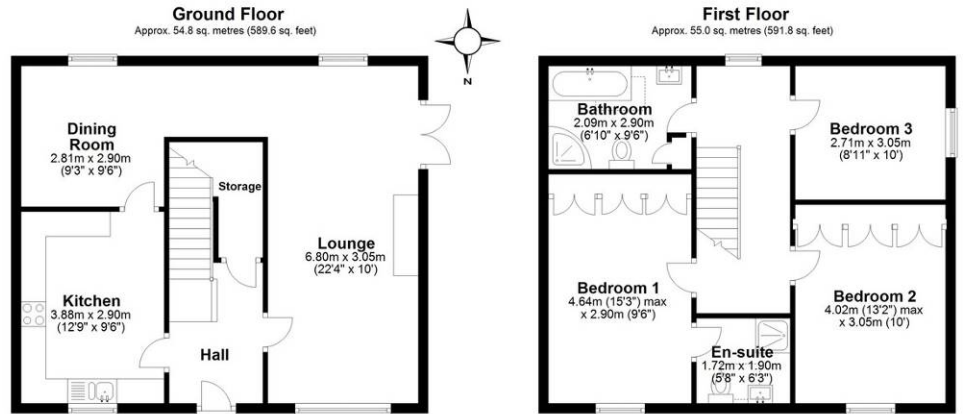 Ground Floor
Approx. 54.8 sq. metres (589.6 sq. feet)
N
Dining
Room
2.81m x 2.90m
(9'3" x 9'6")
Storage
Lounge
6.80m x 3.05m
(22'4" x 10')
Kitchen
3.88m x 2.90m
(12'9" x 9'6")
Hall
First Floor
Approx. 55.0 sq. metres (591.8 sq. feet)
Bathroom
2.09m x 2.90m
(6'10" x 9'6")
Bedroom 3
2.71m x 3.05m
(8'11" x 10')
Bedroom 1
4.64m (15'3") max
x 2.90m (9'6")
Bedroom 2
4.02m (13'2") max
x 3.05m (10')
En-suite
1.72m x 1.90m
(5'8" x 6'3")